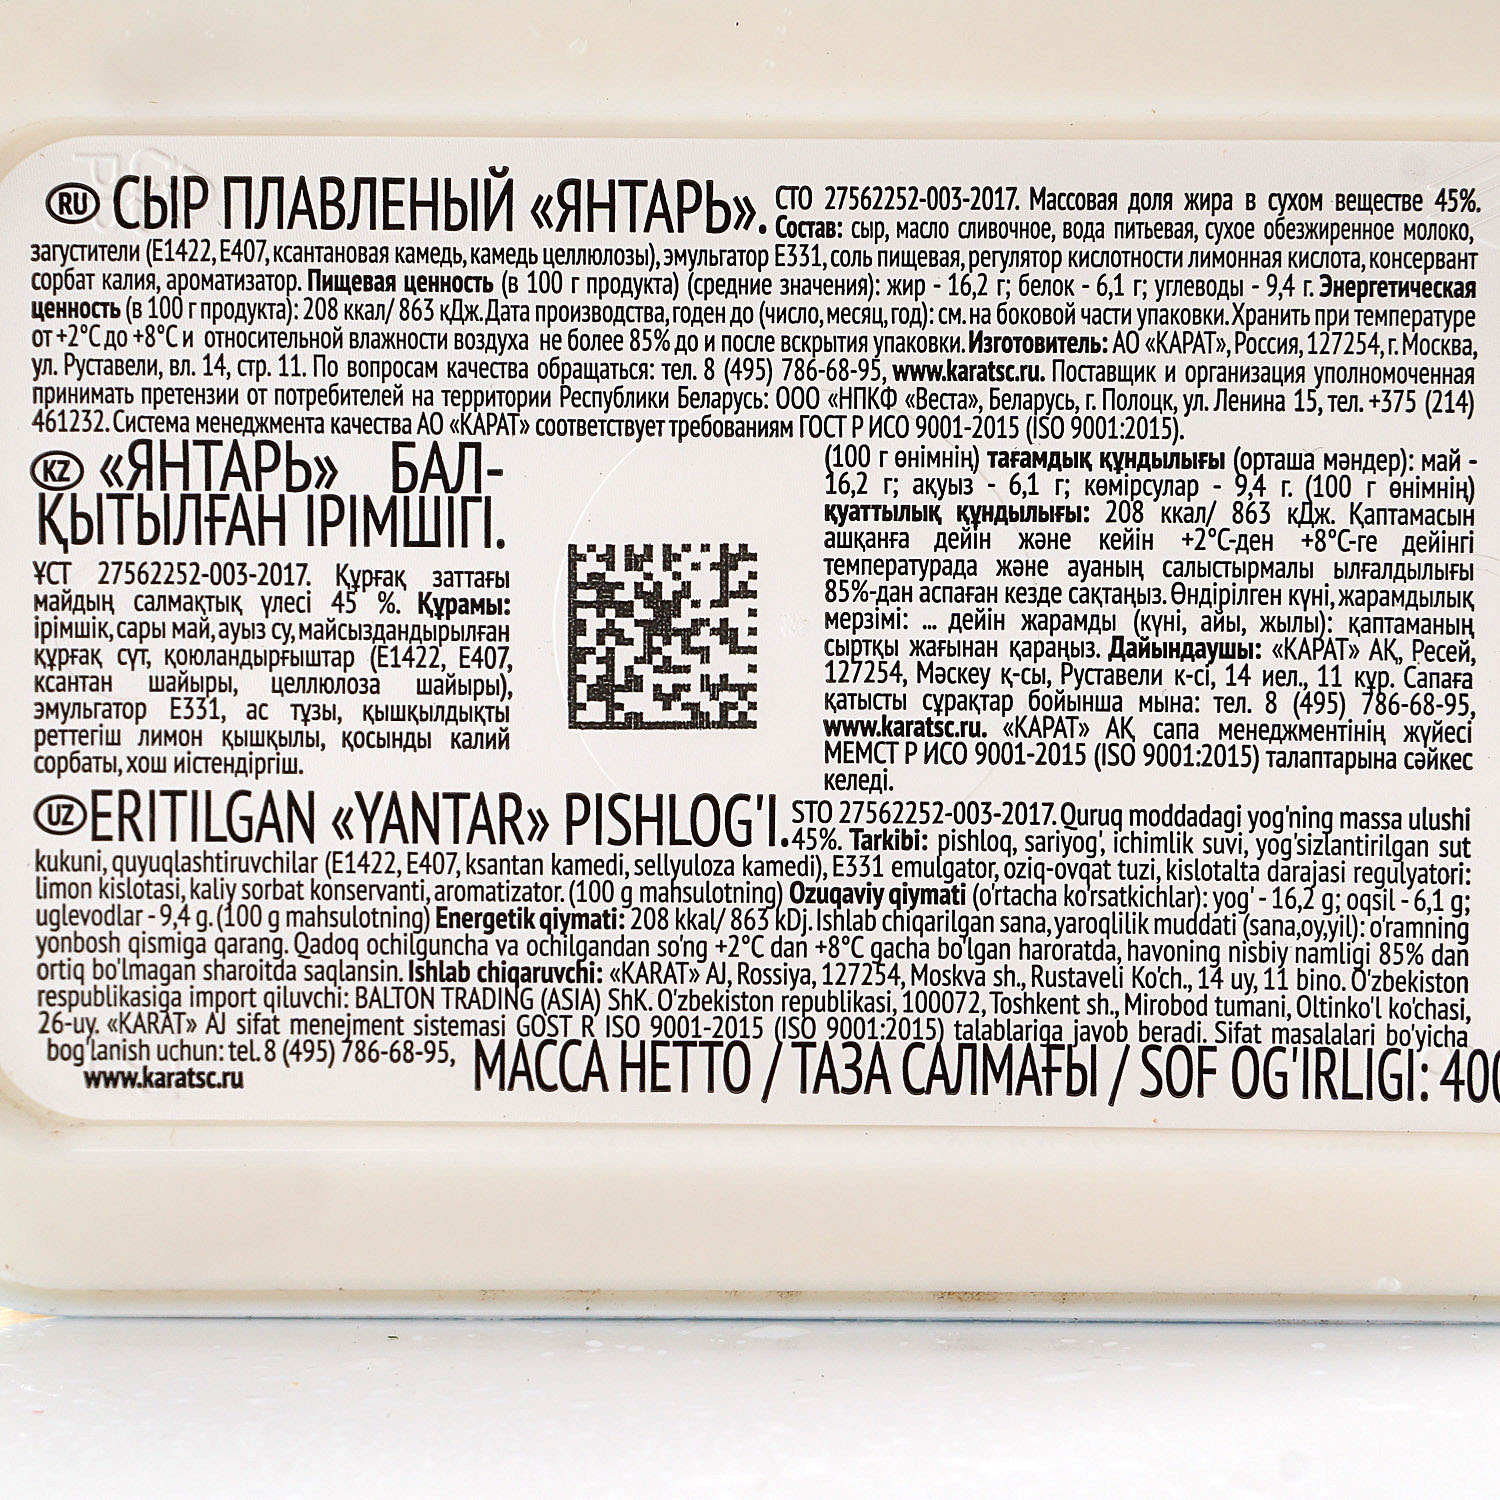 RU СЫР ПЛАВЛЕНЫЙ «ЯНТАРЬ». СТО 27562252-003-2017. Массовая доля жира в сухом веществе 45%.
Состав: сыр, масло сливочное, вода питьевая, сухое обезжиренное молоко,
загустители (Е1422, Е407, ксантановая камедь, камедь целлюлозы), эмульгатор Е331, соль пищевая, регулятор кислотности лимонная кислота, консервант
сорбат калия, ароматизатор. Пищевая ценность (в 100 г продукта) (средние значения): жир - 16,2 г; белок - 6,1 г; углеводы - 9,4 г. Энергетическая
ценность (в 100 г продукта): 208 ккал/ 863 кДж. Дата производства, годен до (число, месяц, год): см. на боковой части упаковки. Хранить при температуре
от +2°С до +8°С и относительной влажности воздуха не более 85% до и после вскрытия упаковки. Изготовитель: АО «КАРАТ», Россия, 127254, г. Москва,
ул. Руставели, вл. 14, стр. 11. По вопросам качества обращаться: тел. 8 (495) 786-68-95, www.karatsc.ru. Поставщик и организация уполномоченная
принимать претензии от потребителей на территории Республики Беларусь: ООО «НПКФ «Веста», Беларусь, г. Полоцк, ул. Ленина 15, тел. +375 (214)
461232. Система менеджмента качества АО «КАРАТ» соответствует требованиям ГОСТ Р ИСО 9001-2015 (ISO 9001:2015).
KZ «ЯНТАРЬ» БАЛ-
ҚЫТЫЛҒАН ІРІМШІГІ.
ҰСТ 27562252-003-2017. Құрғақ заттағы
майдың салмақтық үлесі 45 %. Құрамы:
ірімшік, сары май, ауыз су, майсыздандырылған
құрғақ сүт, қоюландырғыштар (Е1422, Е407,
ксантан шайыры, целлюлоза шайыры),
эмульгатор Е331, ас тұзы, қышқылдықты
реттегіш лимон қышқылы, қосынды калий
сорбаты, хош иістендіргіш.
(100 г өнімнің) тағамдық құндылығы (орташа мәндер): май -
16,2 г; ақуыз - 6,1 г; көмірсулар - 9,4 г. (100 г өнімнің)
қуаттылық құндылығы: 208 ккал/ 863 кДж. Қаптамасын
ашқанға дейін және кейін +2°С-ден +8°С-ге дейінгі
температурада және ауаның салыстырмалы ылғалдылығы
85%-дан аспаған кезде сақтаңыз. Өндірілген күні, жарамдылық
мерзімі: ... дейін жарамды (күні, айы, жылы): қаптаманың
сыртқы жағынан қараңыз. Дайындаушы: «КАРАТ» АҚ, Ресей,
127254, Мәскеу қ-сы, Руставели к-сі, 14 иел., 11 құр. Сапаға
қатысты сұрақтар бойынша мына: тел. 8 (495) 786-68-95,
www.karatsc.ru. «КАРАТ» АҚ сапа менеджментінің жүйесі
МЕМСТ Р ИСО 9001-2015 (ISO 9001:2015) талаптарына сәйкес
келеді.
UZ ERITILGAN «YANTAR» PISHLOG'I. STO 27562252-003-2017. Quruq moddadagi yog'ning massa ulushi
45%. Tarkibi: pishloq, sariyog', ichimlik suvi, yog'sizlantirilgan sut
kukuni, quyuqlashtiruvchilar (E1422, E407, ksantan kamedi, sellyuloza kamedi), E331 emulgator, oziq-ovqat tuzi, kislotalta darajasi regulyatori:
limon kislotasi, kaliy sorbat konservanti, aromatizator. (100 g mahsulotning) Ozuqaviy qiymati (o'rtacha ko'rsatkichlar): yog' - 16,2 g; oqsil - 6,1 g;
uglevodlar - 9,4 g. (100 g mahsulotning) Energetik qiymati: 208 kkal/ 863 kDj. Ishlab chiqarilgan sana, yaroqlilik muddati (sana, oy, yil): o'ramning
yonbosh qismiga qarang. Qadoq ochilguncha va ochilgandan so'ng +2°C dan +8°C gacha bo'lgan haroratda, havoning nisbiy namligi 85% dan
ortiq bo'lmagan sharoitda saqlansin. Ishlab chiqaruvchi: «KARAT» AJ, Rossiya, 127254, Moskva sh., Rustaveli Ko'ch., 14 uy, 11 bino. O'zbekiston
respublikasiga import qiluvchi: BALTON TRADING (ASIA) ShK. O'zbekiston republikasi, 100072, Toshkent sh., Mirobod tumani, Oltinko'l ko'chasi,
26-uy. «KARAT» AJ sifat menejment sistemasi GOST R ISO 9001-2015 (ISO 9001:2015) talablariga javob beradi. Sifat masalalari bo'yicha
bog'lanish uchun: tel. 8 (495) 786-68-95,
www.karatsc.ru
МАССА НЕТТО / ТАЗА САЛМАҒЫ / SOF OG'IRLIGI: 400